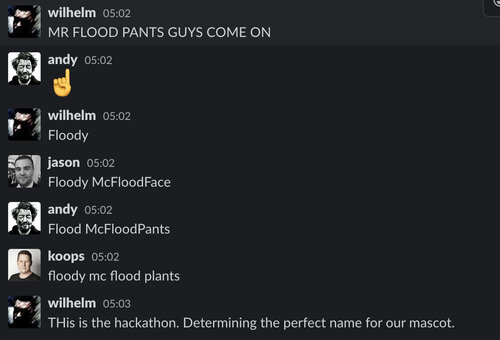 wilhelm 05:02
MR FLOOD PANTS GUYS COME ON
andy 05:02
☝️
wilhelm 05:02
Floody
jason 05:02
Floody McFloodFace
andy 05:02
Flood McFloodPants
koops 05:02
floody mc flood plants
wilhelm 05:03
THis is the hackathon. Determining the perfect name for our mascot.